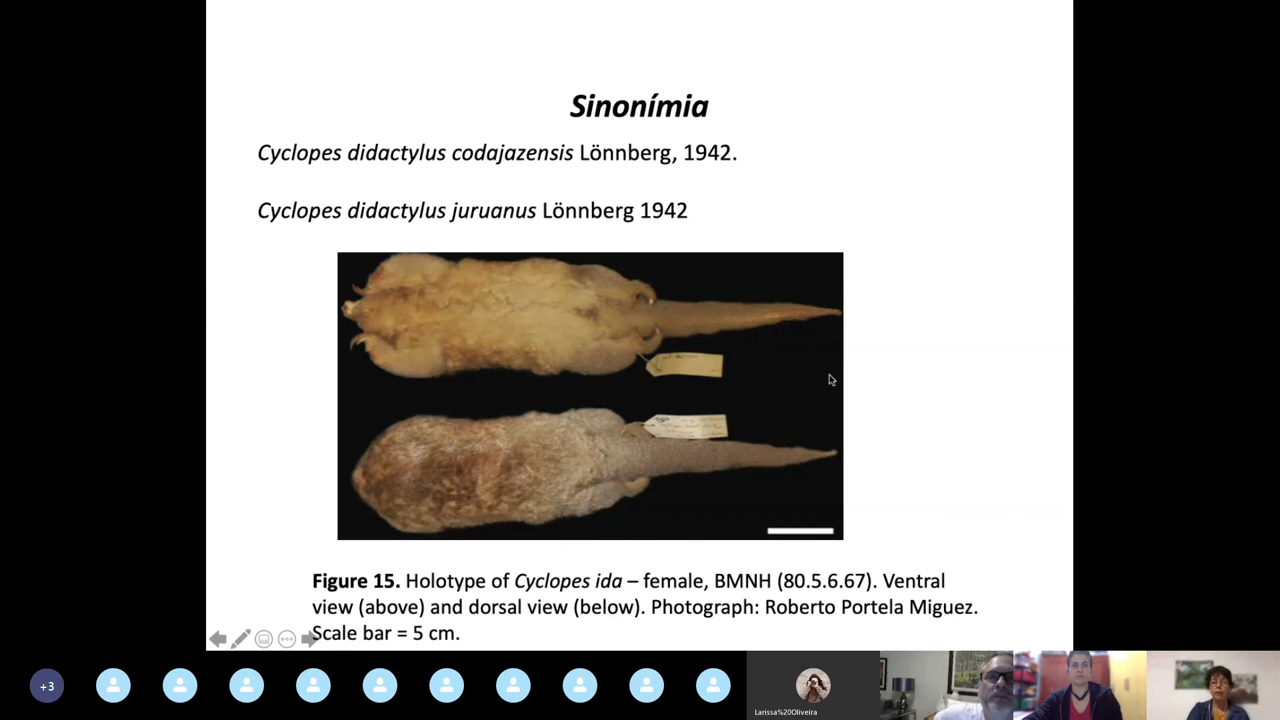 Sinonímia
Cyclopes didactylus codajazensis Lönnberg, 1942.
Cyclopes didactylus juruanus Lönnberg 1942
Figure 15. Holotype of Cyclopes ida – female, BMNH (80.5.6.67). Ventral
view (above) and dorsal view (below). Photograph: Roberto Portela Miguez.
Scale bar = 5 cm.
+3
Larissa%20Oliveira